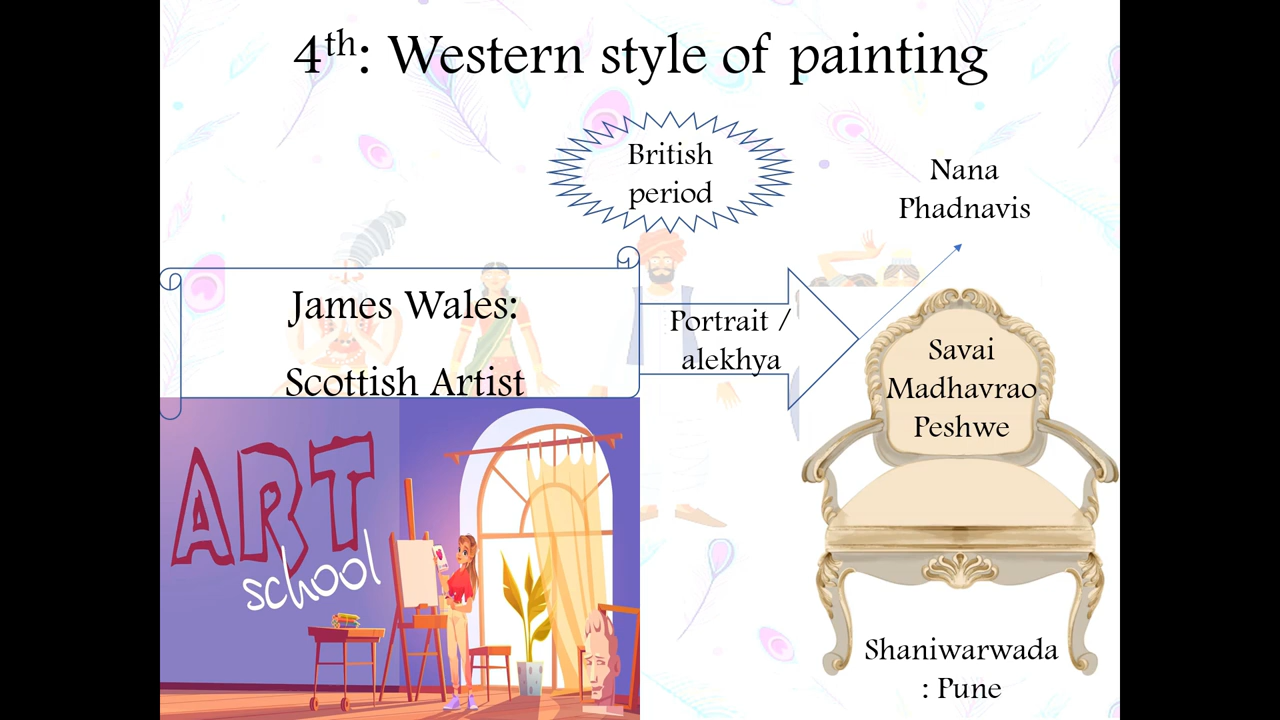 4th: Western style of painting
British
period
Nana
Phadnavis
James Wales:
Scottish Artist
Portrait /
alekhya
Savai
Madhavrao
Peshwe
ART
school
Shaniwarwada
: Pune